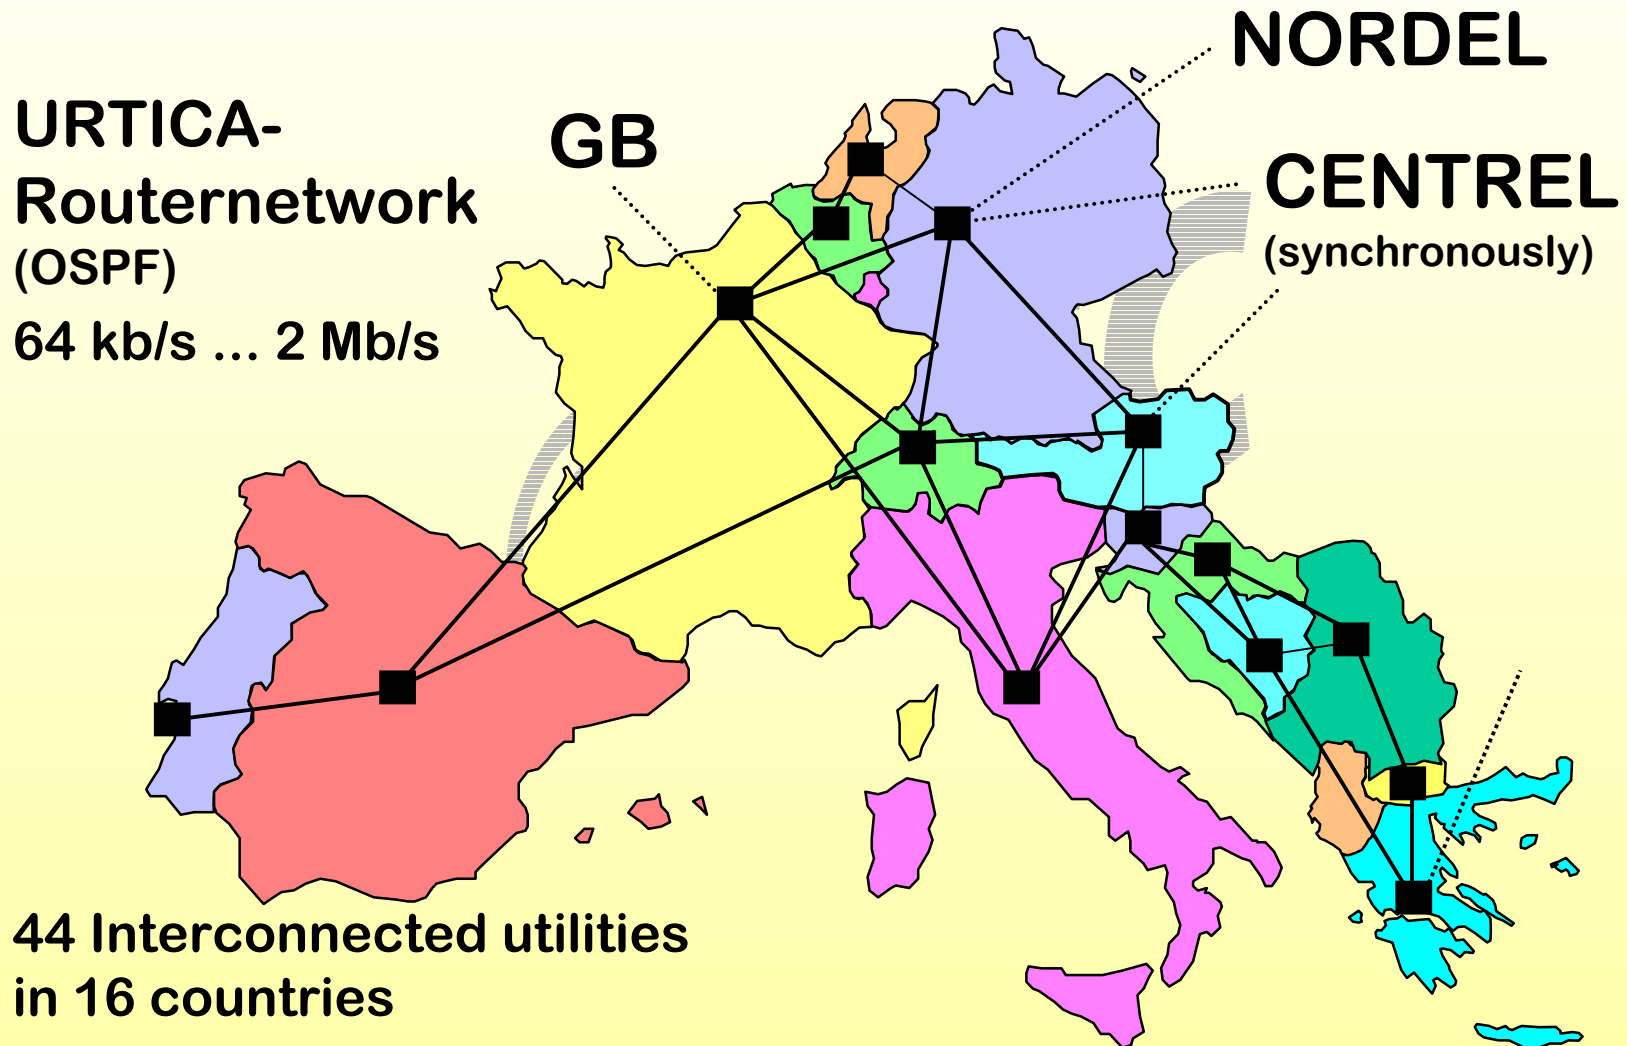 NORDEL
URTICA-
Routernetwork
(OSPF)
64 kb/s ... 2 Mb/s
GB
CENTREL
(synchronously)
44 Interconnected utilities
in 16 countries